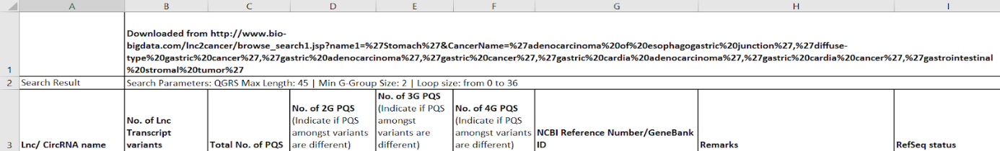 A B C D E F G H I
1 Downloaded from http://www.bio-
bigdata.com/lnc2cancer/browse_search1.jsp?name1=%27Stomach%27&CancerName=%27adenocarcinoma%20of%20esophagogastric%20junction%27,%27diffuse-
type%20gastric%20cancer%27,%27gastric%20adenocarcinoma%27,%27gastric%20cancer%27,%27gastric%20cardia%20adenocarcinoma%27,%27gastric%20cardia%20cancer%27,%27gastrointestinal
%20stromal%20tumor%27
2 Search Result Search Parameters: QGRS Max Length: 45 | Min G-Group Size: 2 | Loop size: from 0 to 36
3 Lnc/ CircRNA name
No. of Lnc
Transcript
variants
Total No. of PQS
No. of 2G PQS
(Indicate if PQS
amongst variants
are different)
No. of 3G PQS
(Indicate if PQS
amongst
variants are
different)
No. of 4G PQS
(Indicate if PQS
amongst variants
are different)
NCBI Reference Number/GeneBank
ID
Remarks
RefSeq status